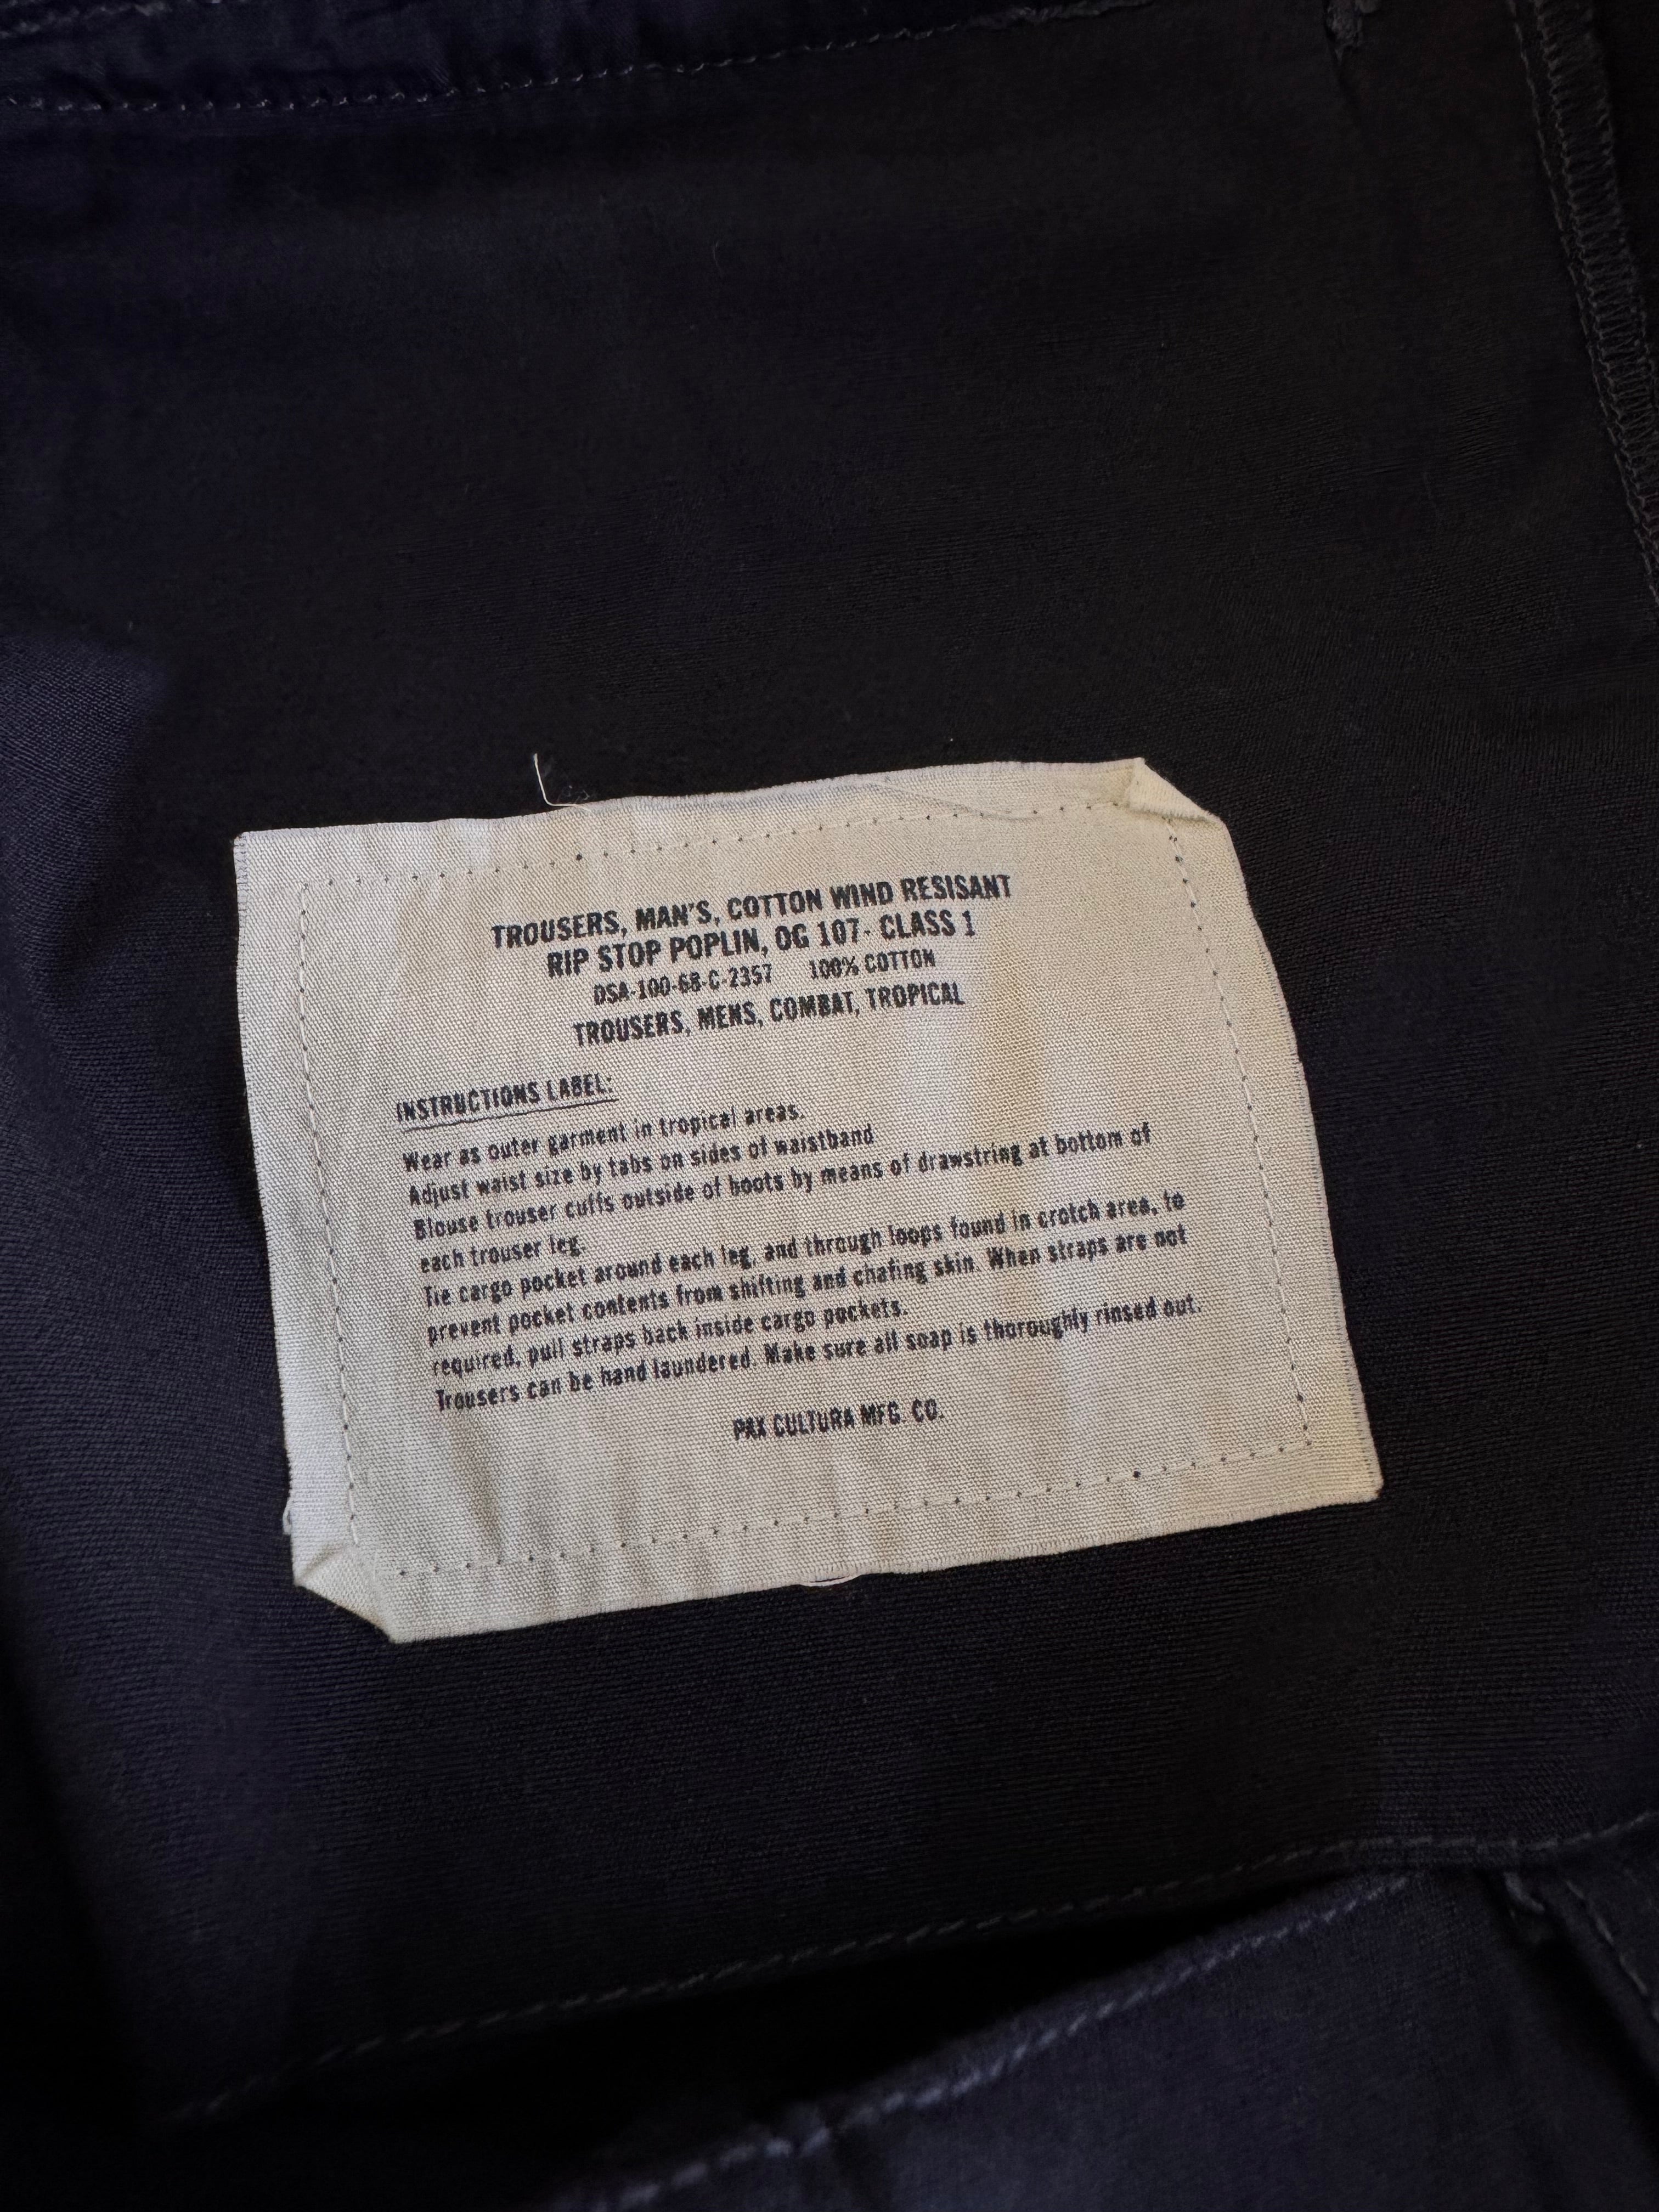 TROUSERS, MAN'S, COTTON WIND RESISANT
RIP STOP POPLIN, OG 107- CLASS 1
DSA-100-68-C-2357 100% COTTON
TROUSERS, MENS, COMBAT, TROPICAL
INSTRUCTIONS LABEL:
Wear as outer garment in tropical areas.
Adjust waist size by tabs on sides of waistband
Blouse trouser cuffs outside of boots by means of drawstring at bottom of
each trouser leg.
Tie cargo pocket around each leg, and through loops found in crotch area, to
prevent pocket contents from shifting and chafing skin. When straps are not
required, pull straps back inside cargo pockets.
Trousers can be hand laundered. Make sure all soap is thoroughly rinsed out.
PAX CULTURA MFG. CO.